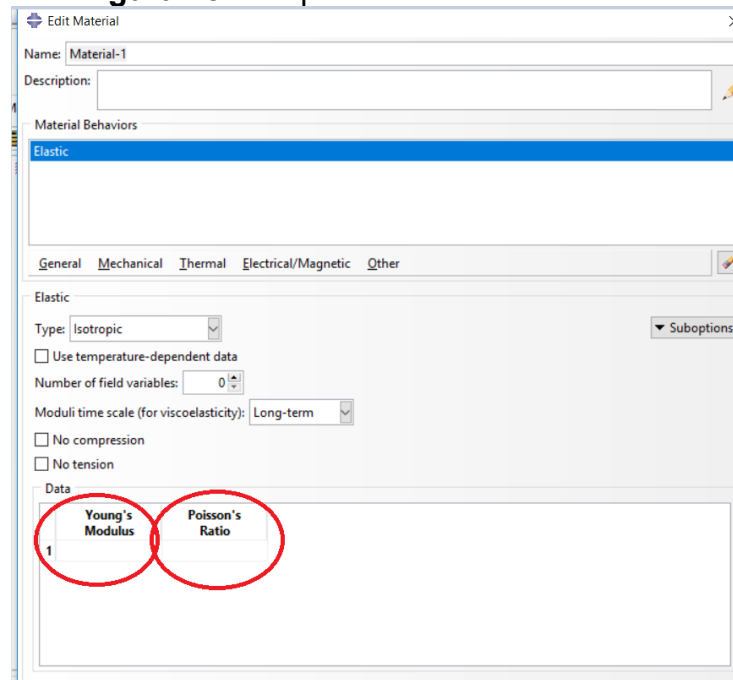 Edit Material
Name: Material-1
Description:
Material Behaviors
Elastic
General Mechanical Thermal Electrical/Magnetic Other
Elastic
Type: Isotropic
Suboptions
Use temperature-dependent data
Number of field variables: 0
Moduli time scale (for viscoelasticity): Long-term
No compression
No tension
Data
Young's Poisson's
Modulus Ratio
1